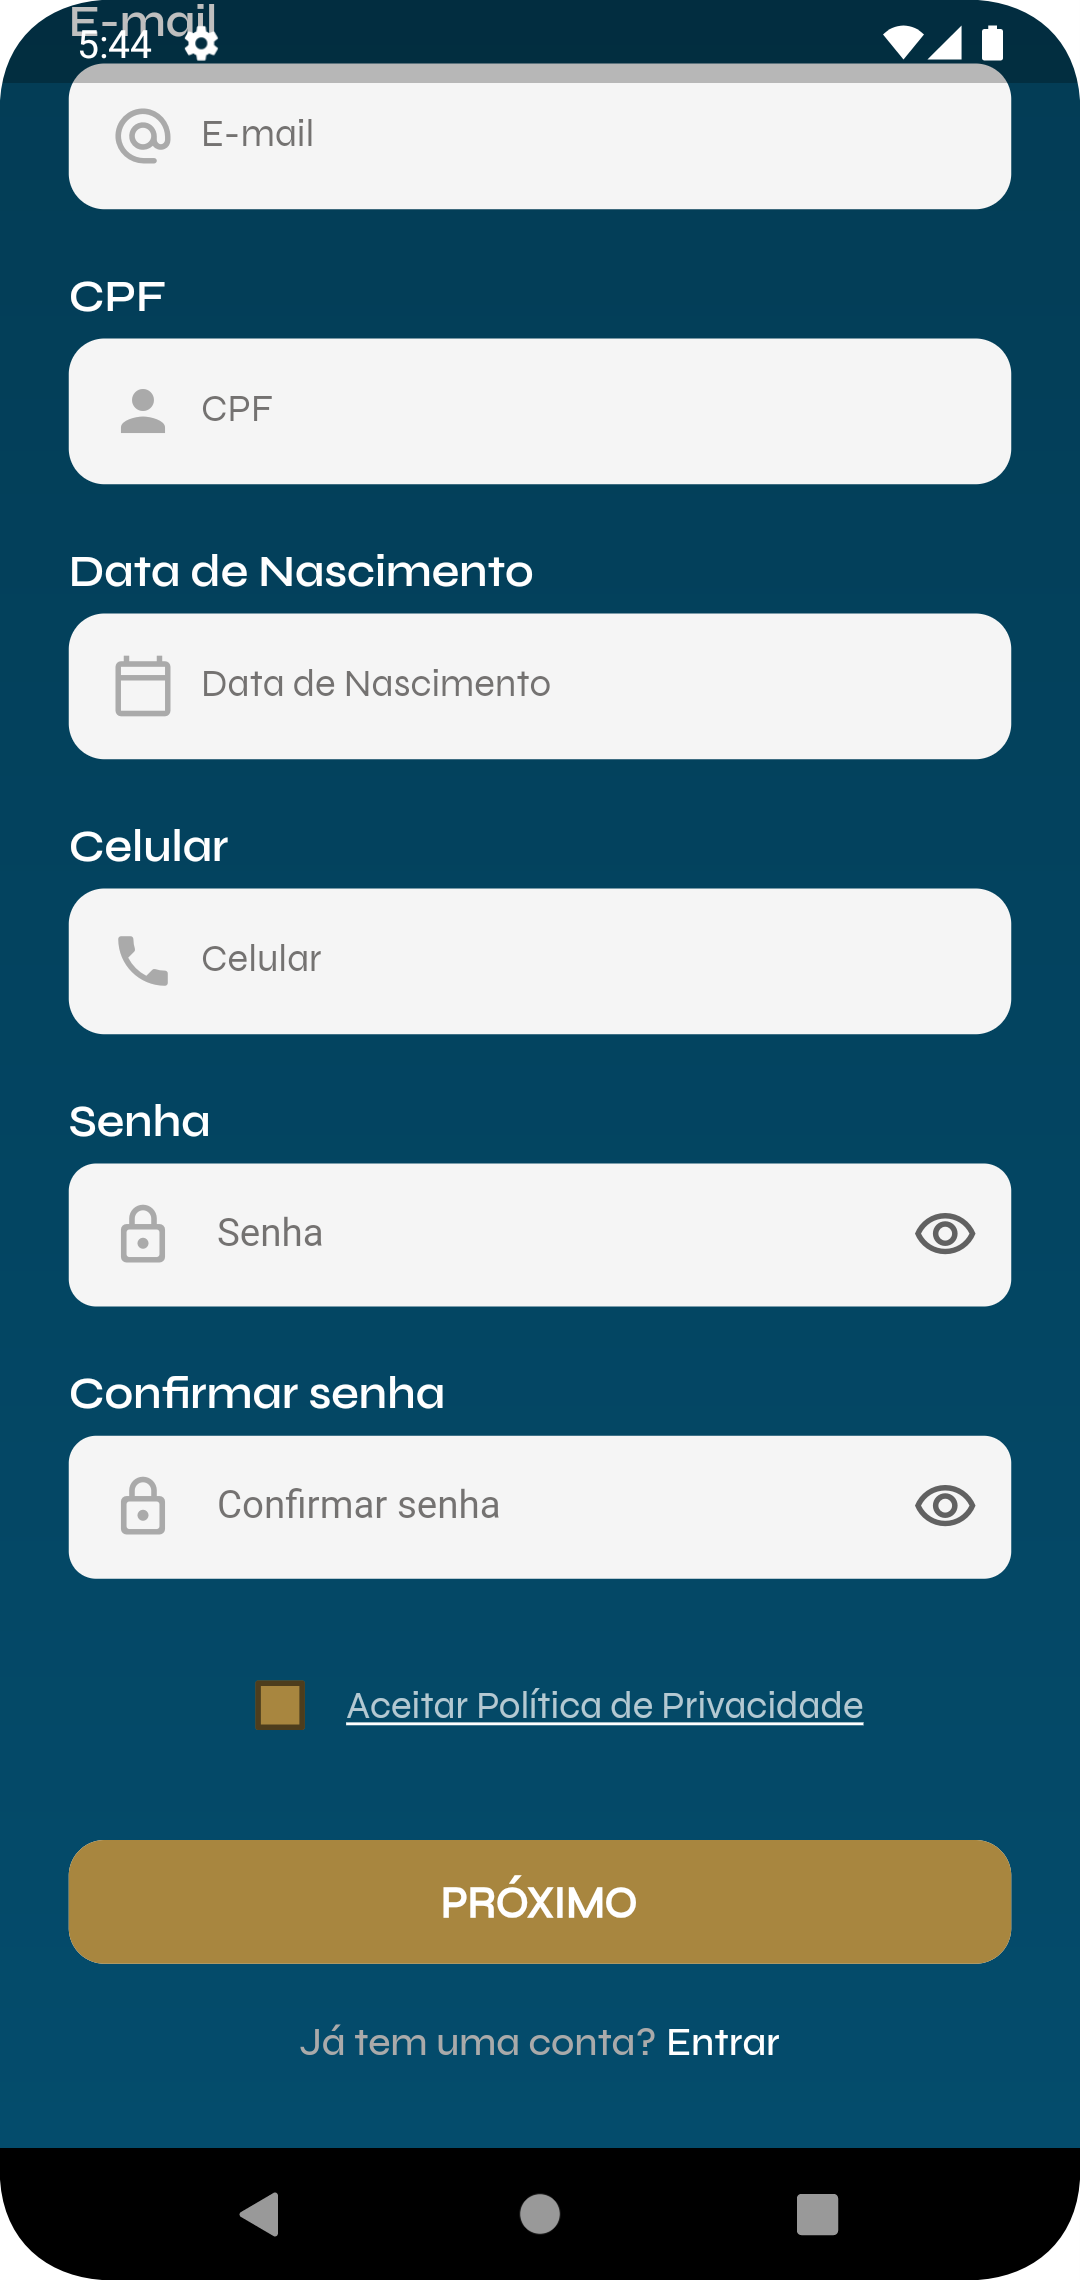 E-mail
5:44
E-mail
CPF
CPF
Data de Nascimento
Data de Nascimento
Celular
Celular
Senha
Senha
Confirmar senha
Confirmar senha
Aceitar Política de Privacidade
PRÓXIMO
Já tem uma conta? Entrar